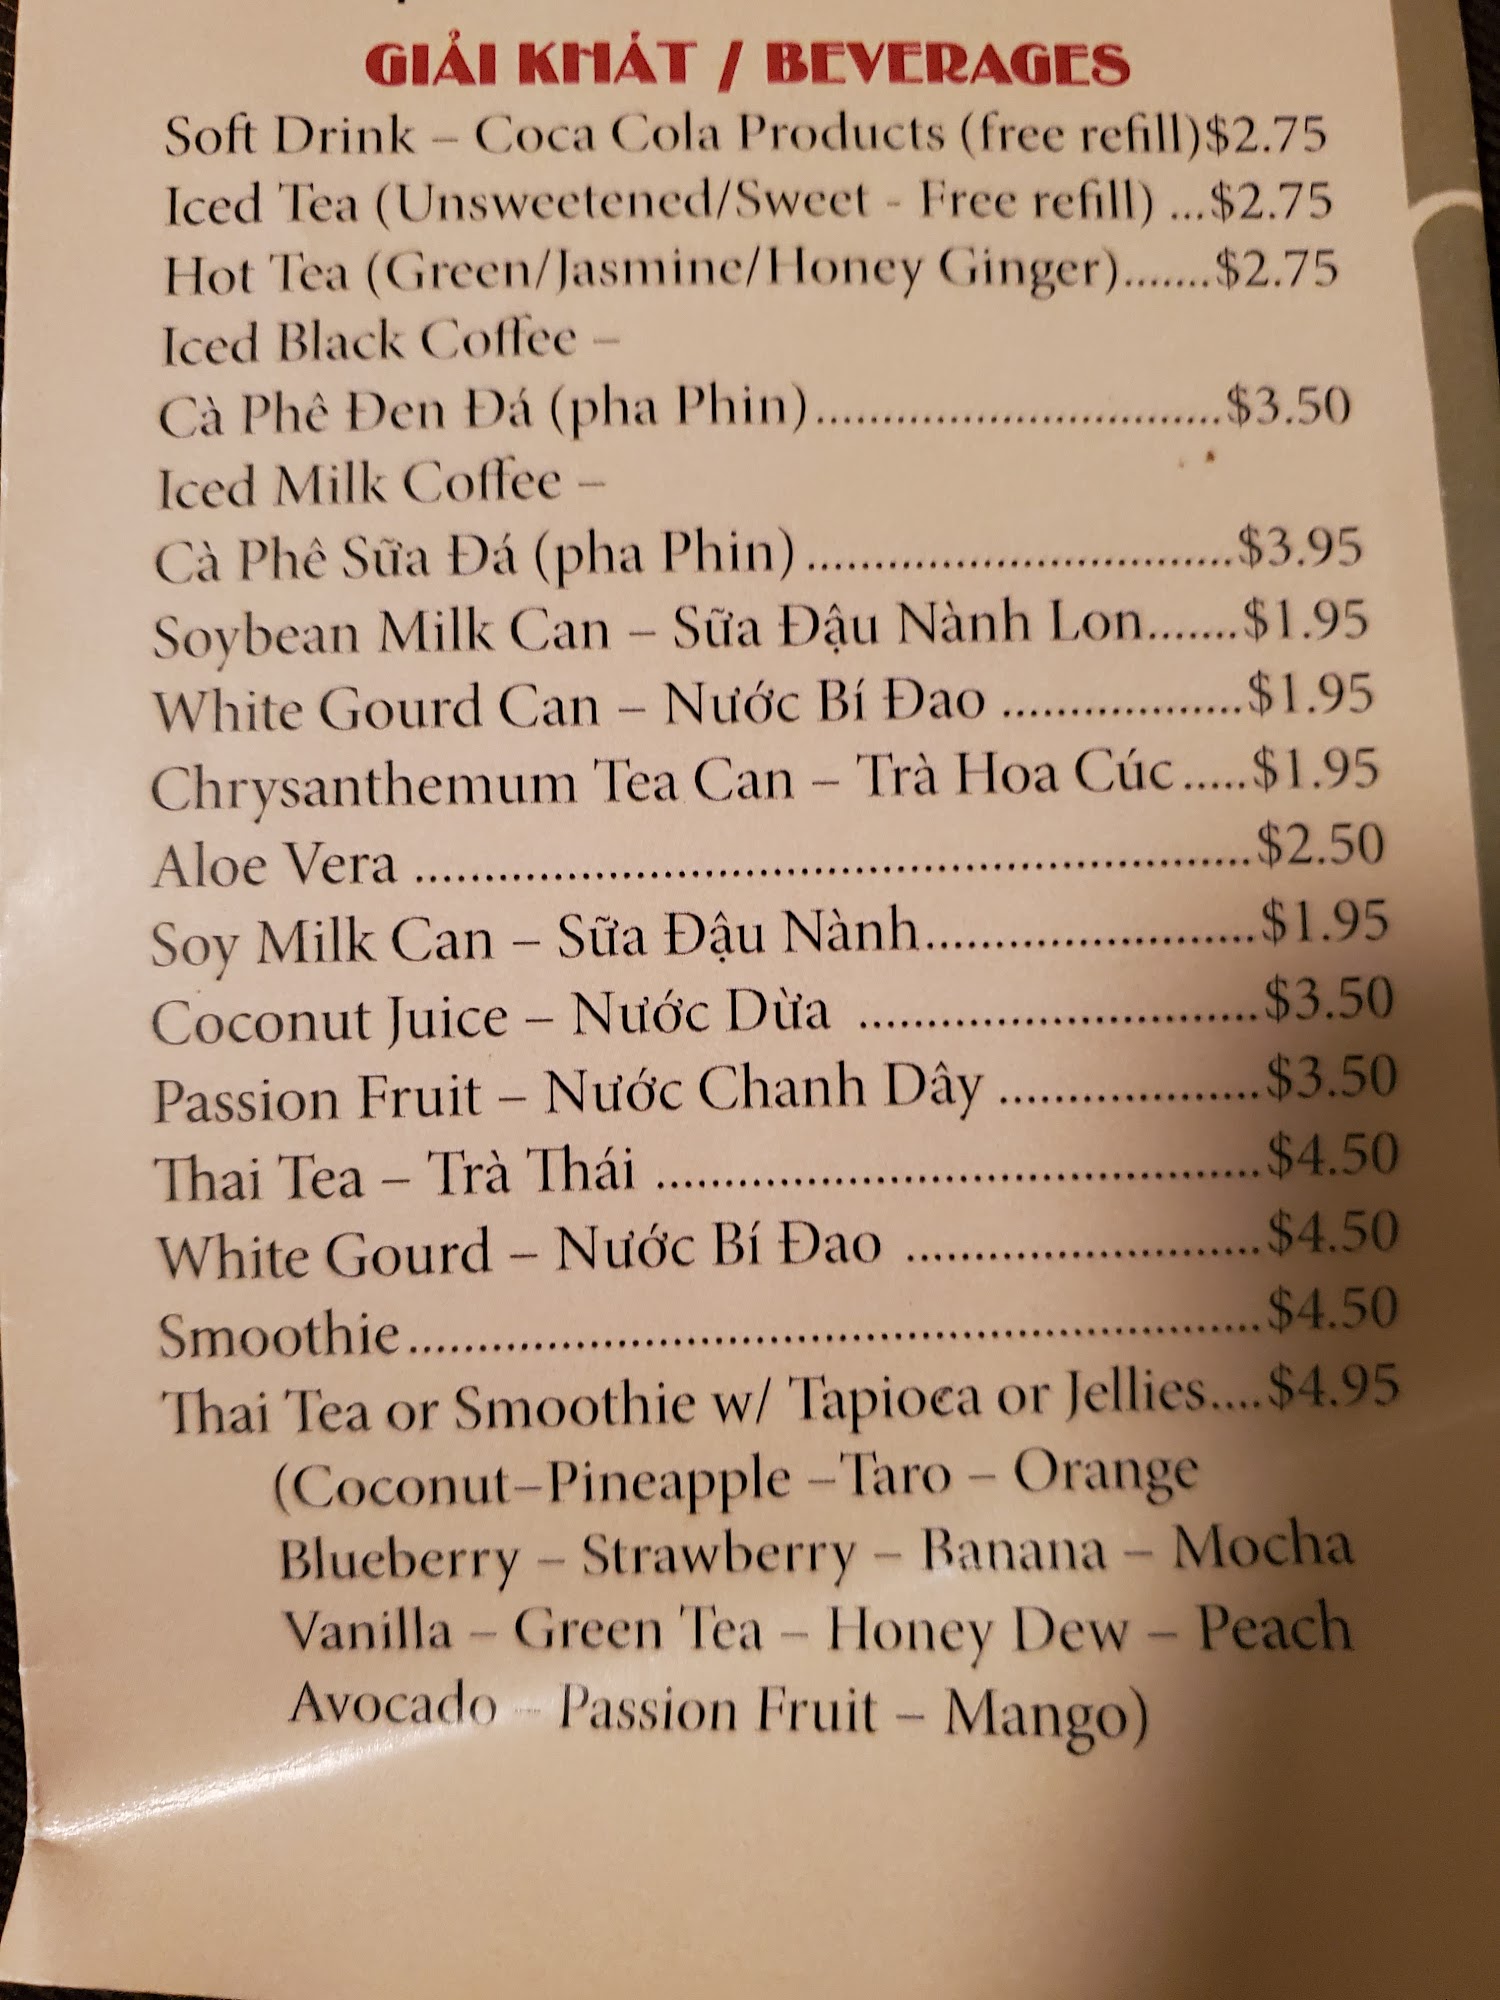 GIẢI KHÁT / BEVERAGES
Soft Drink – Coca Cola Products (free refill)$2.75
Iced Tea (Unsweetened/Sweet - Free refill) ...$2.75
Hot Tea (Green/Jasmine/Honey Ginger).......$2.75
Iced Black Coffee –
Cà Phê Đen Đá (pha Phin)...............................$3.50
Iced Milk Coffee –
Cà Phê Sữa Đá (pha Phin) ................................$3.95
Soybean Milk Can – Sữa Đậu Nành Lon.......$1.95
White Gourd Can – Nước Bí Đao ..................$1.95
Chrysanthemum Tea Can – Trà Hoa Cúc.....$1.95
Aloe Vera ..............................................................$2.50
Soy Milk Can – Sữa Đậu Nành.........................$1.95
Coconut Juice – Nước Dừa ..............................$3.50
Passion Fruit – Nước Chanh Dây ...................$3.50
Thai Tea – Trà Thái .............................................$4.50
White Gourd – Nước Bí Đao ..........................$4.50
Smoothie...............................................................$4.50
Thai Tea or Smoothie w/ Tapioca or Jellies....$4.95
(Coconut–Pineapple –Taro – Orange
Blueberry – Strawberry – Banana – Mocha
Vanilla – Green Tea – Honey Dew – Peach
Avocado – Passion Fruit – Mango)